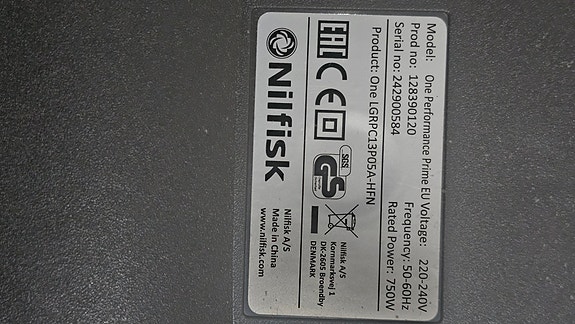 Model: One Performance Prime EU Voltage: 220-240V
Prod no: 128390120 Frequency: 50-60Hz
Serial no: 242900584 Rated Power: 750W
Product: One LGRPC13P05A-HFN
EAC CE
SGS
GS
Nilfisk A/S
Kornmarksvej 1
DK-2605 Broendby
DENMARK
Nilfisk
Nilfisk A/S
Made in China
www.nilfisk.com